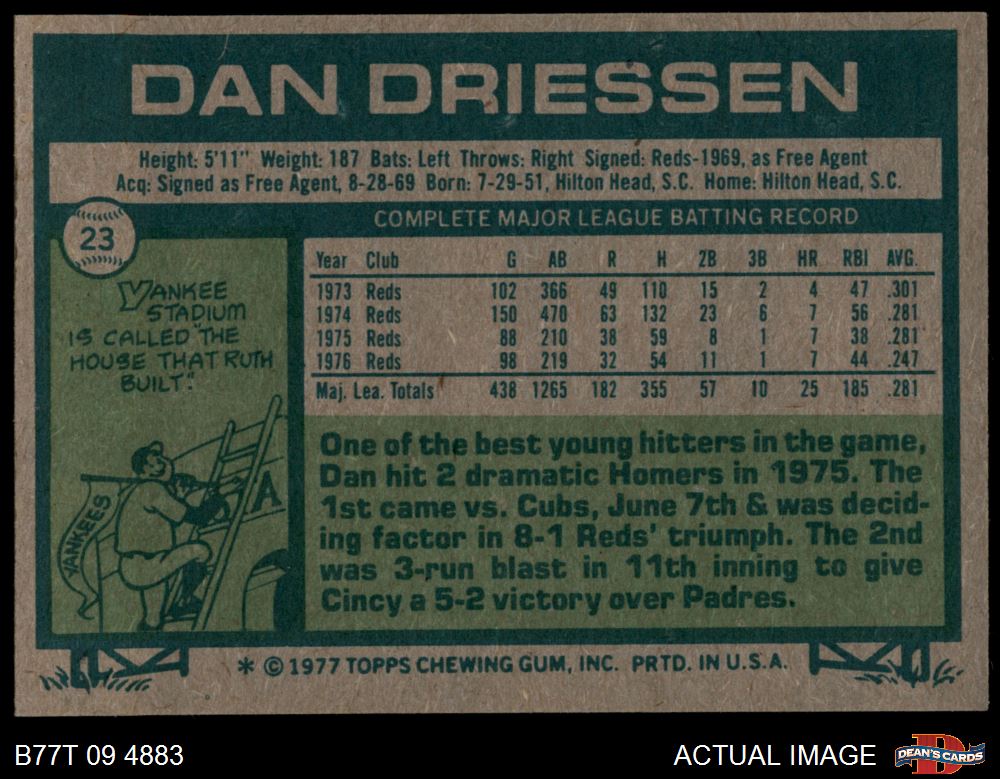 DAN DRIESSEN
Height: 5'11" Weight: 187 Bats: Left Throws: Right Signed: Reds-1969, as Free Agent
Acq: Signed as Free Agent, 8-28-69 Born: 7-29-51, Hilton Head, S.C. Home: Hilton Head, S.C.
COMPLETE MAJOR LEAGUE BATTING RECORD
23
YANKEE
STADIUM
IS CALLED "THE
HOUSE THAT RUTH
BUILT."
YANKEES
A
Year Club G AB R H 2B 3B HR RBI AVG.
1973 Reds 102 366 49 110 15 2 4 47 .301
1974 Reds 150 470 63 132 23 6 7 56 .281
1975 Reds 88 210 38 59 8 1 7 38 .281
1976 Reds 98 219 32 54 11 1 7 44 .247
Maj. Lea. Totals 438 1265 182 355 57 10 25 185 .281
One of the best young hitters in the game,
Dan hit 2 dramatic Homers in 1975. The
1st came vs. Cubs, June 7th & was decid-
ing factor in 8-1 Reds' triumph. The 2nd
was 3-run blast in 11th inning to give
Cincy a 5-2 victory over Padres.
* © 1977 TOPPS CHEWING GUM, INC. PRTD. IN U.S.A.
B77T 09 4883
ACTUAL IMAGE
D
DEAN'S CARDS